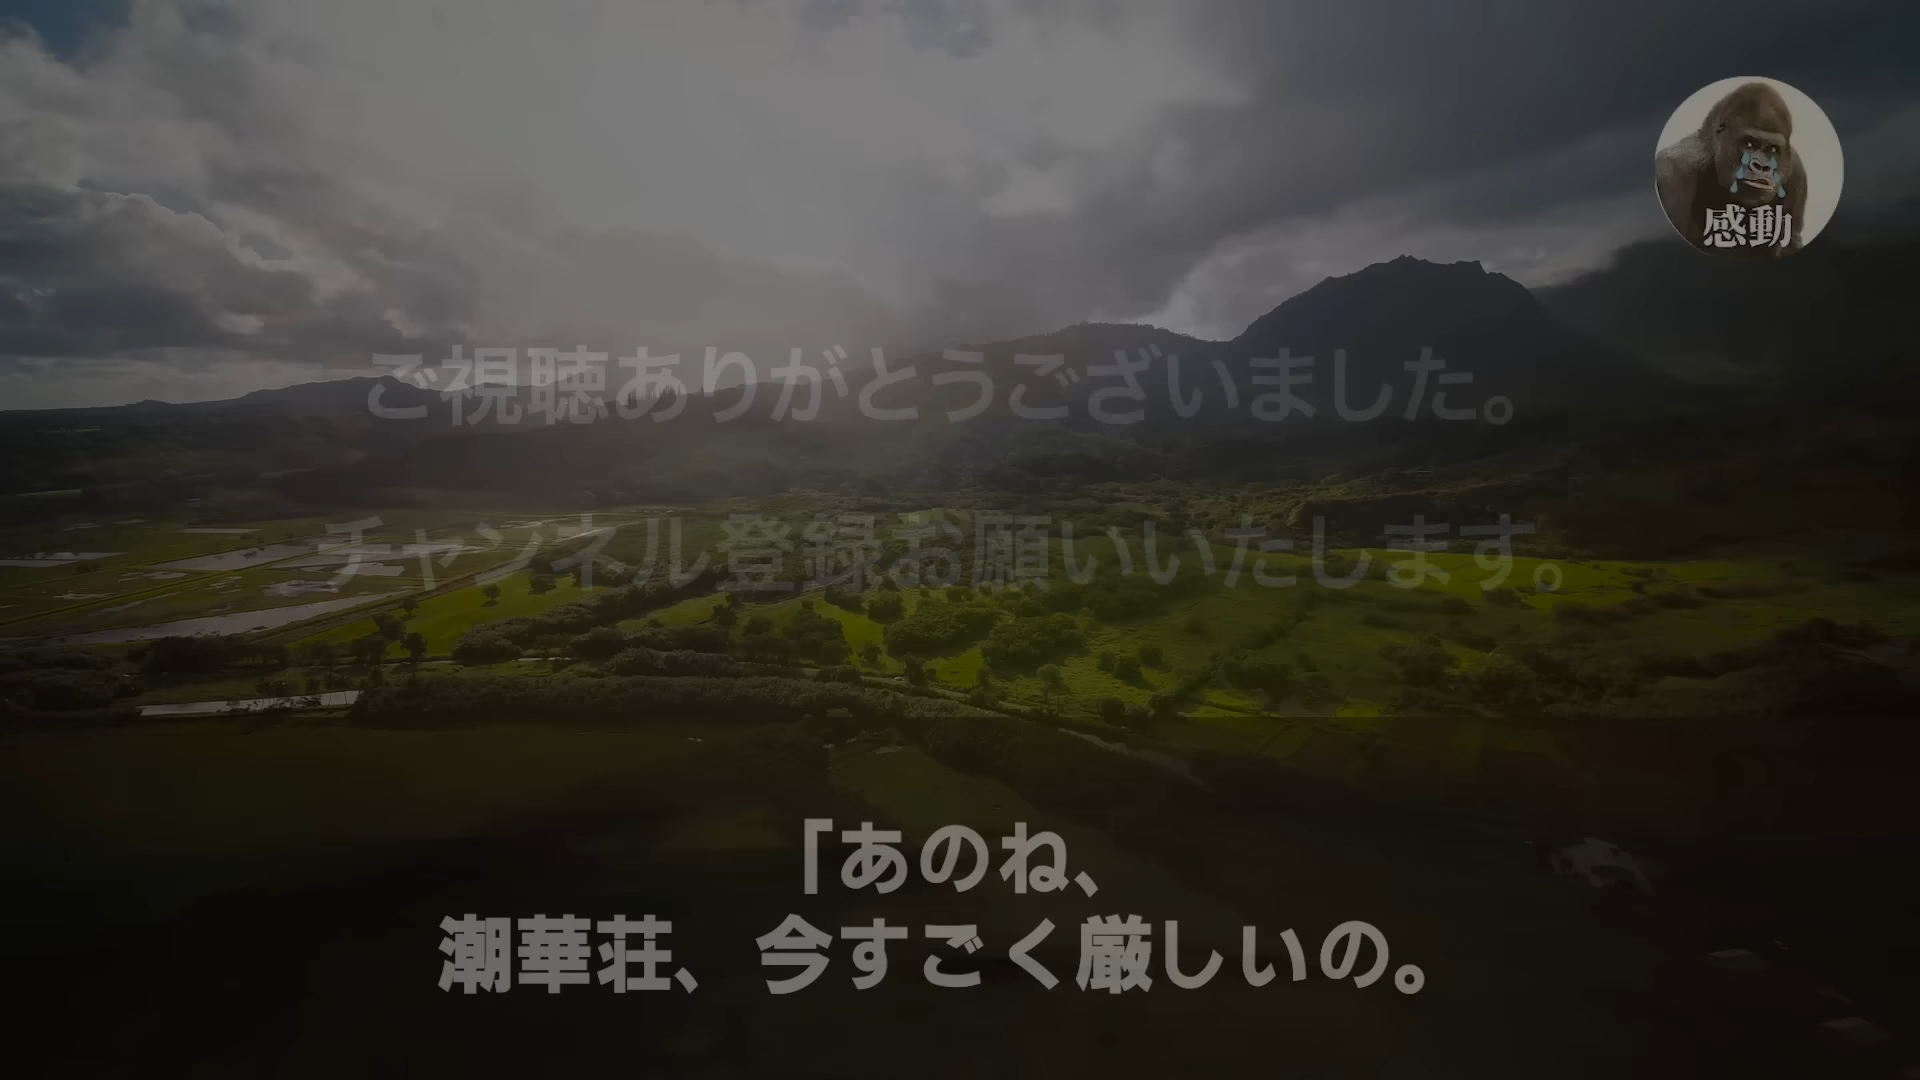 感動
ご視聴ありがとうございました。
チャンネル登録お願いいたします。
「あのね、
潮華荘、今すごく厳しいの。